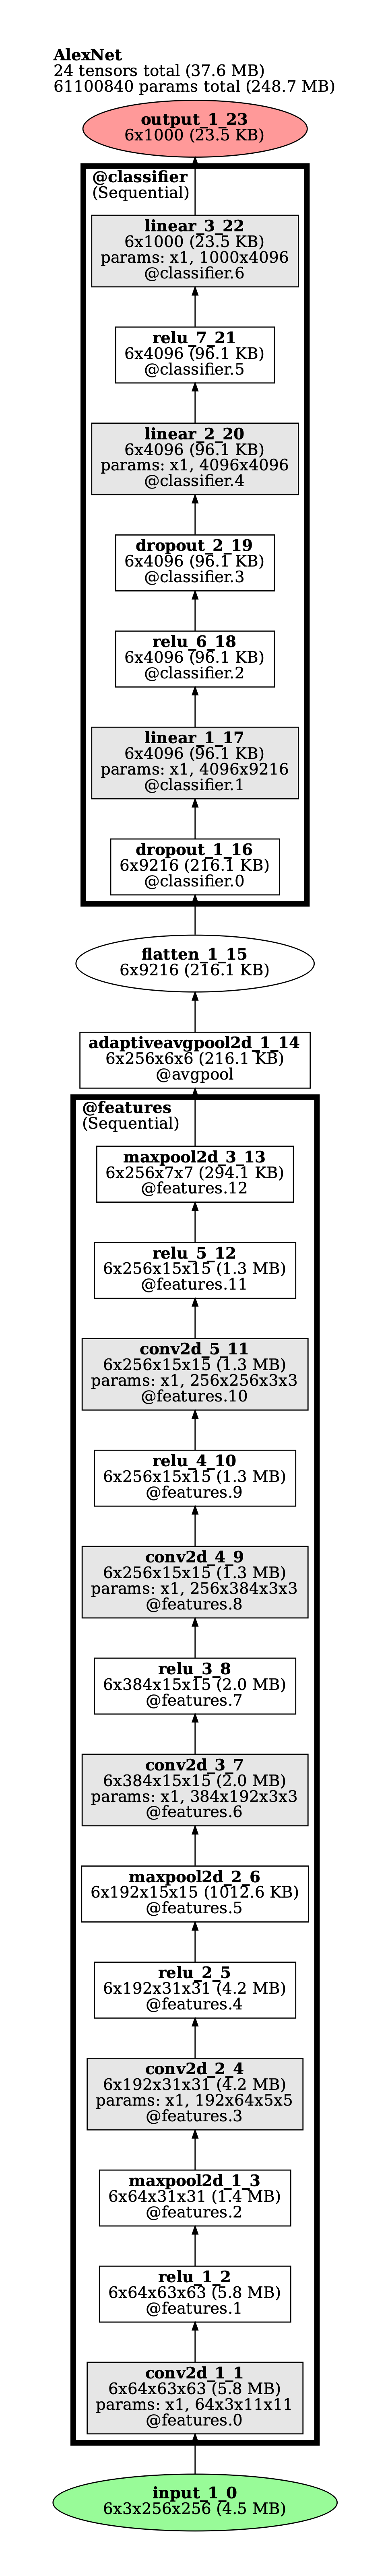 AlexNet
24 tensors total (37.6 MB)
61100840 params total (248.7 MB)
output_1_23
6x1000 (23.5 KB)
@classifier
(Sequential)
linear_3_22
6x1000 (23.5 KB)
params: x1, 1000x4096
@classifier.6
relu_7_21
6x4096 (96.1 KB)
@classifier.5
linear_2_20
6x4096 (96.1 KB)
params: x1, 4096x4096
@classifier.4
dropout_2_19
6x4096 (96.1 KB)
@classifier.3
relu_6_18
6x4096 (96.1 KB)
@classifier.2
linear_1_17
6x4096 (96.1 KB)
params: x1, 4096x9216
@classifier.1
dropout_1_16
6x9216 (216.1 KB)
@classifier.0
flatten_1_15
6x9216 (216.1 KB)
adaptiveavgpool2d_1_14
6x256x6x6 (216.1 KB)
@avgpool
@features
(Sequential)
maxpool2d_3_13
6x256x7x7 (294.1 KB)
@features.12
relu_5_12
6x256x15x15 (1.3 MB)
@features.11
conv2d_5_11
6x256x15x15 (1.3 MB)
params: x1, 256x256x3x3
@features.10
relu_4_10
6x256x15x15 (1.3 MB)
@features.9
conv2d_4_9
6x256x15x15 (1.3 MB)
params: x1, 256x384x3x3
@features.8
relu_3_8
6x384x15x15 (2.0 MB)
@features.7
conv2d_3_7
6x384x15x15 (2.0 MB)
params: x1, 384x192x3x3
@features.6
maxpool2d_2_6
6x192x15x15 (1012.6 KB)
@features.5
relu_2_5
6x192x31x31 (4.2 MB)
@features.4
conv2d_2_4
6x192x31x31 (4.2 MB)
params: x1, 192x64x5x5
@features.3
maxpool2d_1_3
6x64x31x31 (1.4 MB)
@features.2
relu_1_2
6x64x63x63 (5.8 MB)
@features.1
conv2d_1_1
6x64x63x63 (5.8 MB)
params: x1, 64x3x11x11
@features.0
input_1_0
6x3x256x256 (4.5 MB)